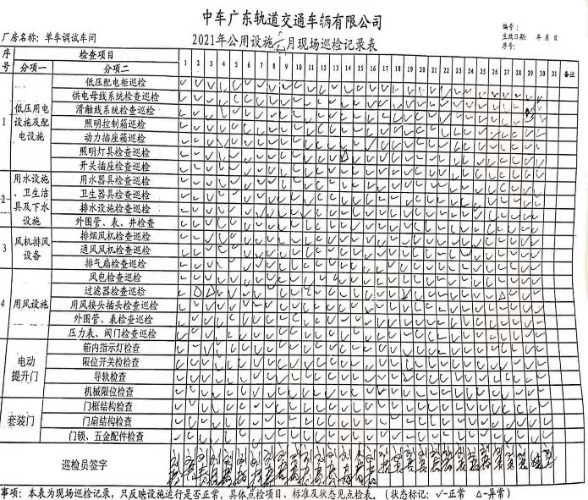 中车广东轨道交通车辆有限公司
2021年公用设施 月现场巡检记录表
编号:
生效日期: 年 月 日
序号:
厂房名称: 单车调试车间
序号 检查项目 1 2 3 4 5 6 7 8 9 10 11 12 13 14 15 16 17 18 19 20 21 22 23 24 25 26 27 28 29 30 31
分项一 分项二
1 低压用电设施及配电设施
低压配电柜巡检
供电母线系统检查巡检
滑触线系统检查巡检
照明控制箱巡检
动力插座箱巡检
照明灯具检查巡检
开关插座检查巡检
2 用水设施、卫生洁具及下水设施
用水器具检查巡检
卫生器具检查巡检
排水设施检查巡检
外围管、表、井检查
3 风机排风设备
排烟风机检查巡检
通风风机检查巡检
排气扇检查巡检
4 用风设施
风包检查巡检
过滤器检查巡检
用风接头插头检查巡检
外围管、表检查巡检
压力表、阀门检查巡检
电动提升门
箱内指示灯检查
限位开关检检查
导轨检查
机械限位检查
套装门
门框结构检查
门扇结构检查
门锁、五金配件检查
巡检员签字
事项: 本表为现场巡检记录, 只反映设施运行是否正常。具体点检项目、标准及状态见点检表。(状态标记: √-正常 △-异常)